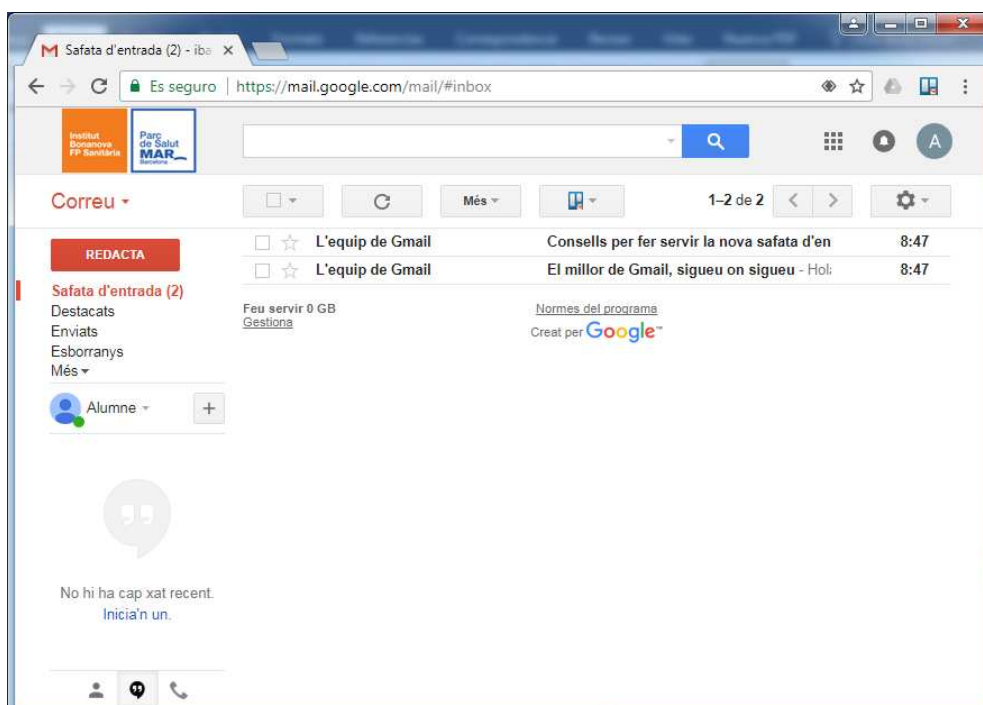 Safata d'entrada (2) - iba
Es seguro
https://mail.google.com/mail/#inbox
Institut
Bonanova
FP Sanitària
Parc
de Salut
MAR
Barcelona
A
Correu
Més
1–2 de 2
REDACTA
L'equip de Gmail Consells per fer servir la nova safata d'en 8:47
L'equip de Gmail El millor de Gmail, sigueu on sigueu - Hola 8:47
Safata d'entrada (2)
Destacats
Enviats
Esborranys
Més
Feu servir 0 GB
Gestiona
Normes del programa
Creat per Google™
Alumne
No hi ha cap xat recent.
Inicia'n un.